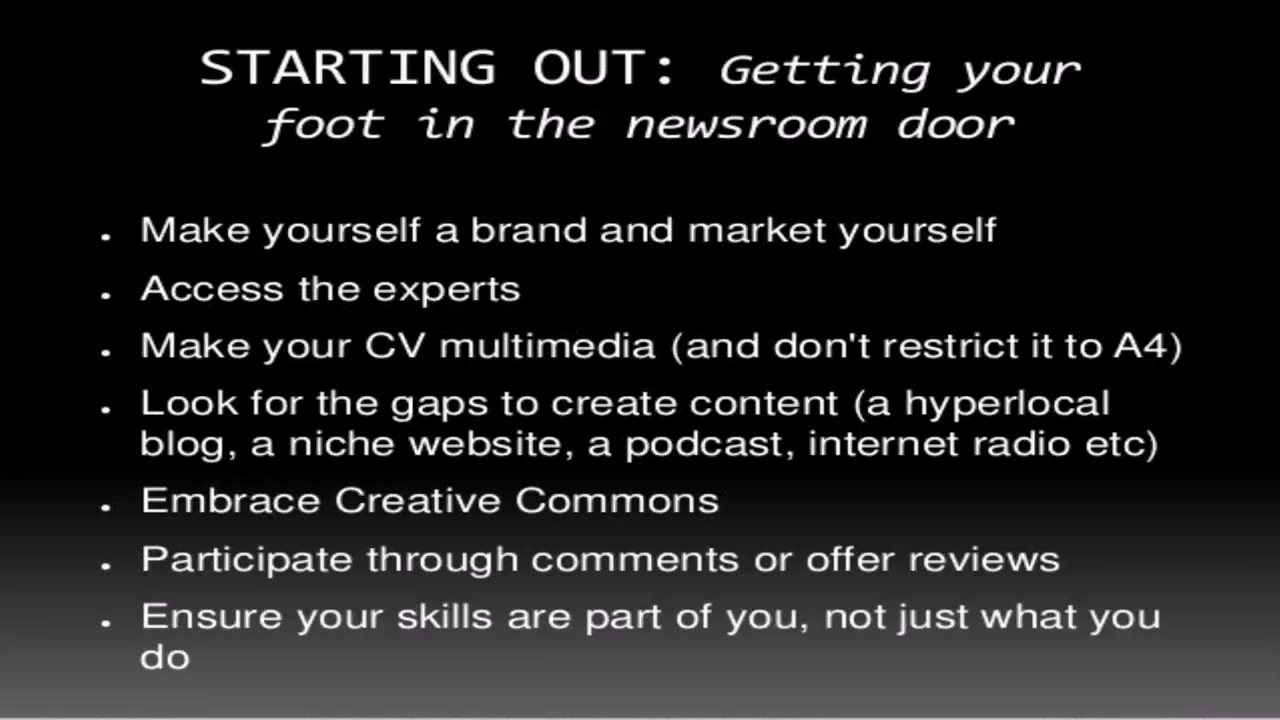 STARTING OUT: Getting your
foot in the newsroom door
. Make yourself a brand and market yourself
. Access the experts
. Make your CV multimedia (and don't restrict it to A4)
. Look for the gaps to create content (a hyperlocal
blog, a niche website, a podcast, internet radio etc)
. Embrace Creative Commons
. Participate through comments or offer reviews
. Ensure your skills are part of you, not just what you
do